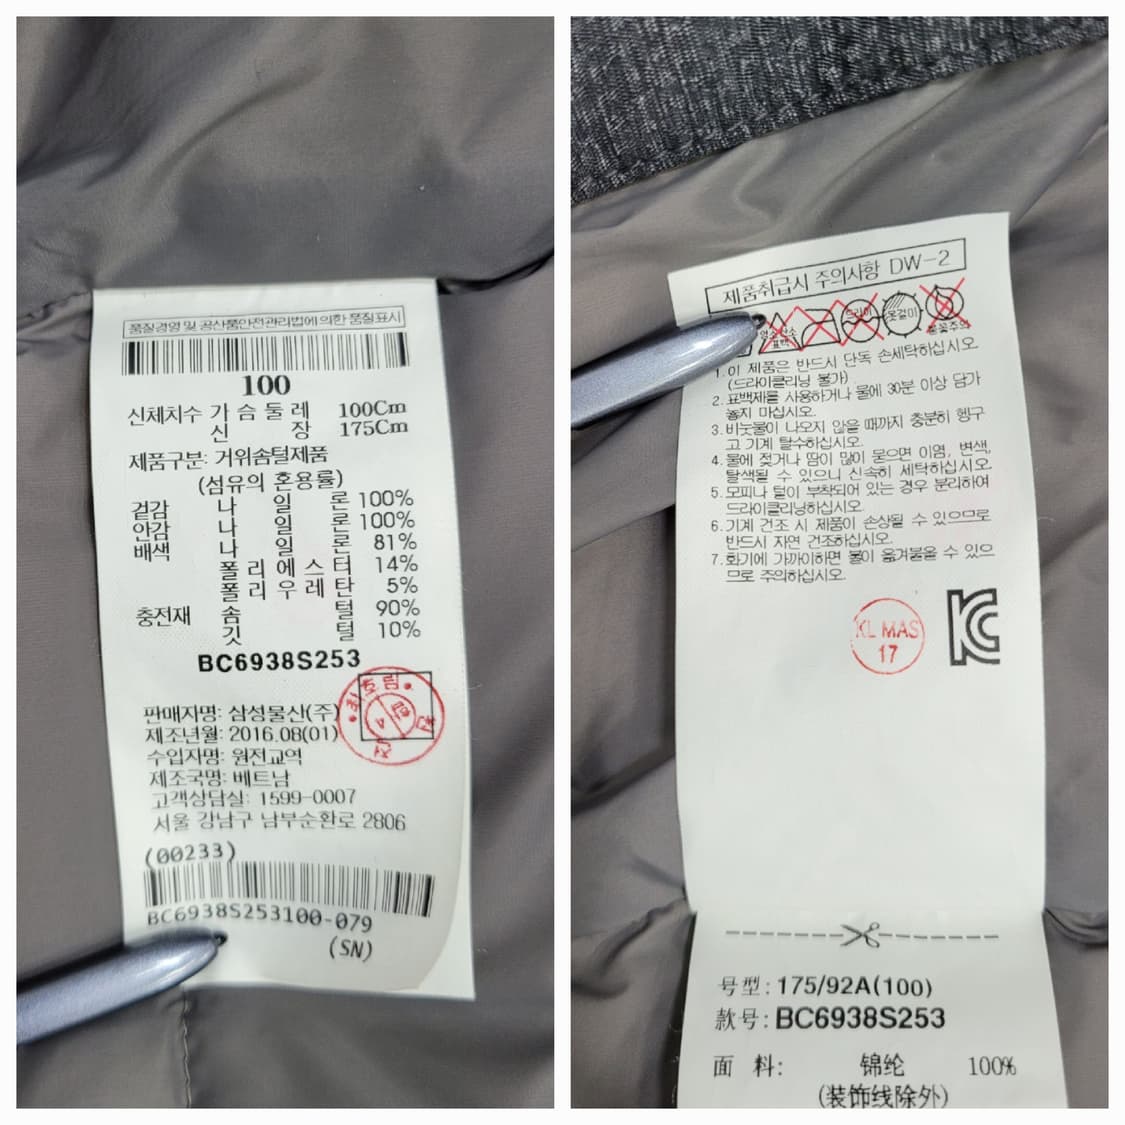 품질경영 및 공산품안전관리법에 의한 품질표시
100
신체치수 가 슴 둘 레 100Cm
신 장 175Cm
제품구분: 거위솜털제품
(섬유의 혼용률)
겉감 나 일 론 100%
안감 나 일 론 100%
배색 나 일 론 81%
폴 리 에 스 터 14%
폴 리 우 레 탄 5%
충전재 솜 털 90%
깃 털 10%
BC6938S253
판매자명: 삼성물산(주)
제조년월: 2016.08(01)
수입자명: 원전교역
제조국명: 베트남
고객상담실: 1599-0007
서울 강남구 남부순환로 2806
(00233)
BC6938S253100-079
(SN)
제품취급시 주의사항 DW-2
염소산소
표백
드라이
옷걸이
불꽃주의
1. 이 제품은 반드시 단독 손세탁하십시오
(드라이클리닝 불가)
2. 표백제를 사용하거나 물에 30분 이상 담가
놓지 마십시오.
3. 비눗물이 나오지 않을 때까지 충분히 헹구
고 기계 탈수하십시오.
4. 물에 젖거나 땀이 많이 묻으면 이염, 변색,
탈색될 수 있으니 신속히 세탁하십시오.
5. 모피나 털이 부착되어 있는 경우 분리하여
드라이클리닝하십시오.
6. 기계 건조 시 제품이 손상될 수 있으므로
반드시 자연 건조하십시오.
7. 화기에 가까이하면 불이 옮겨붙을 수 있으
므로 주의하십시오.
KL MAS
17
KC
号型: 175/92A(100)
款号: BC6938S253
面 料: 锦纶 100%
(装饰线除外)